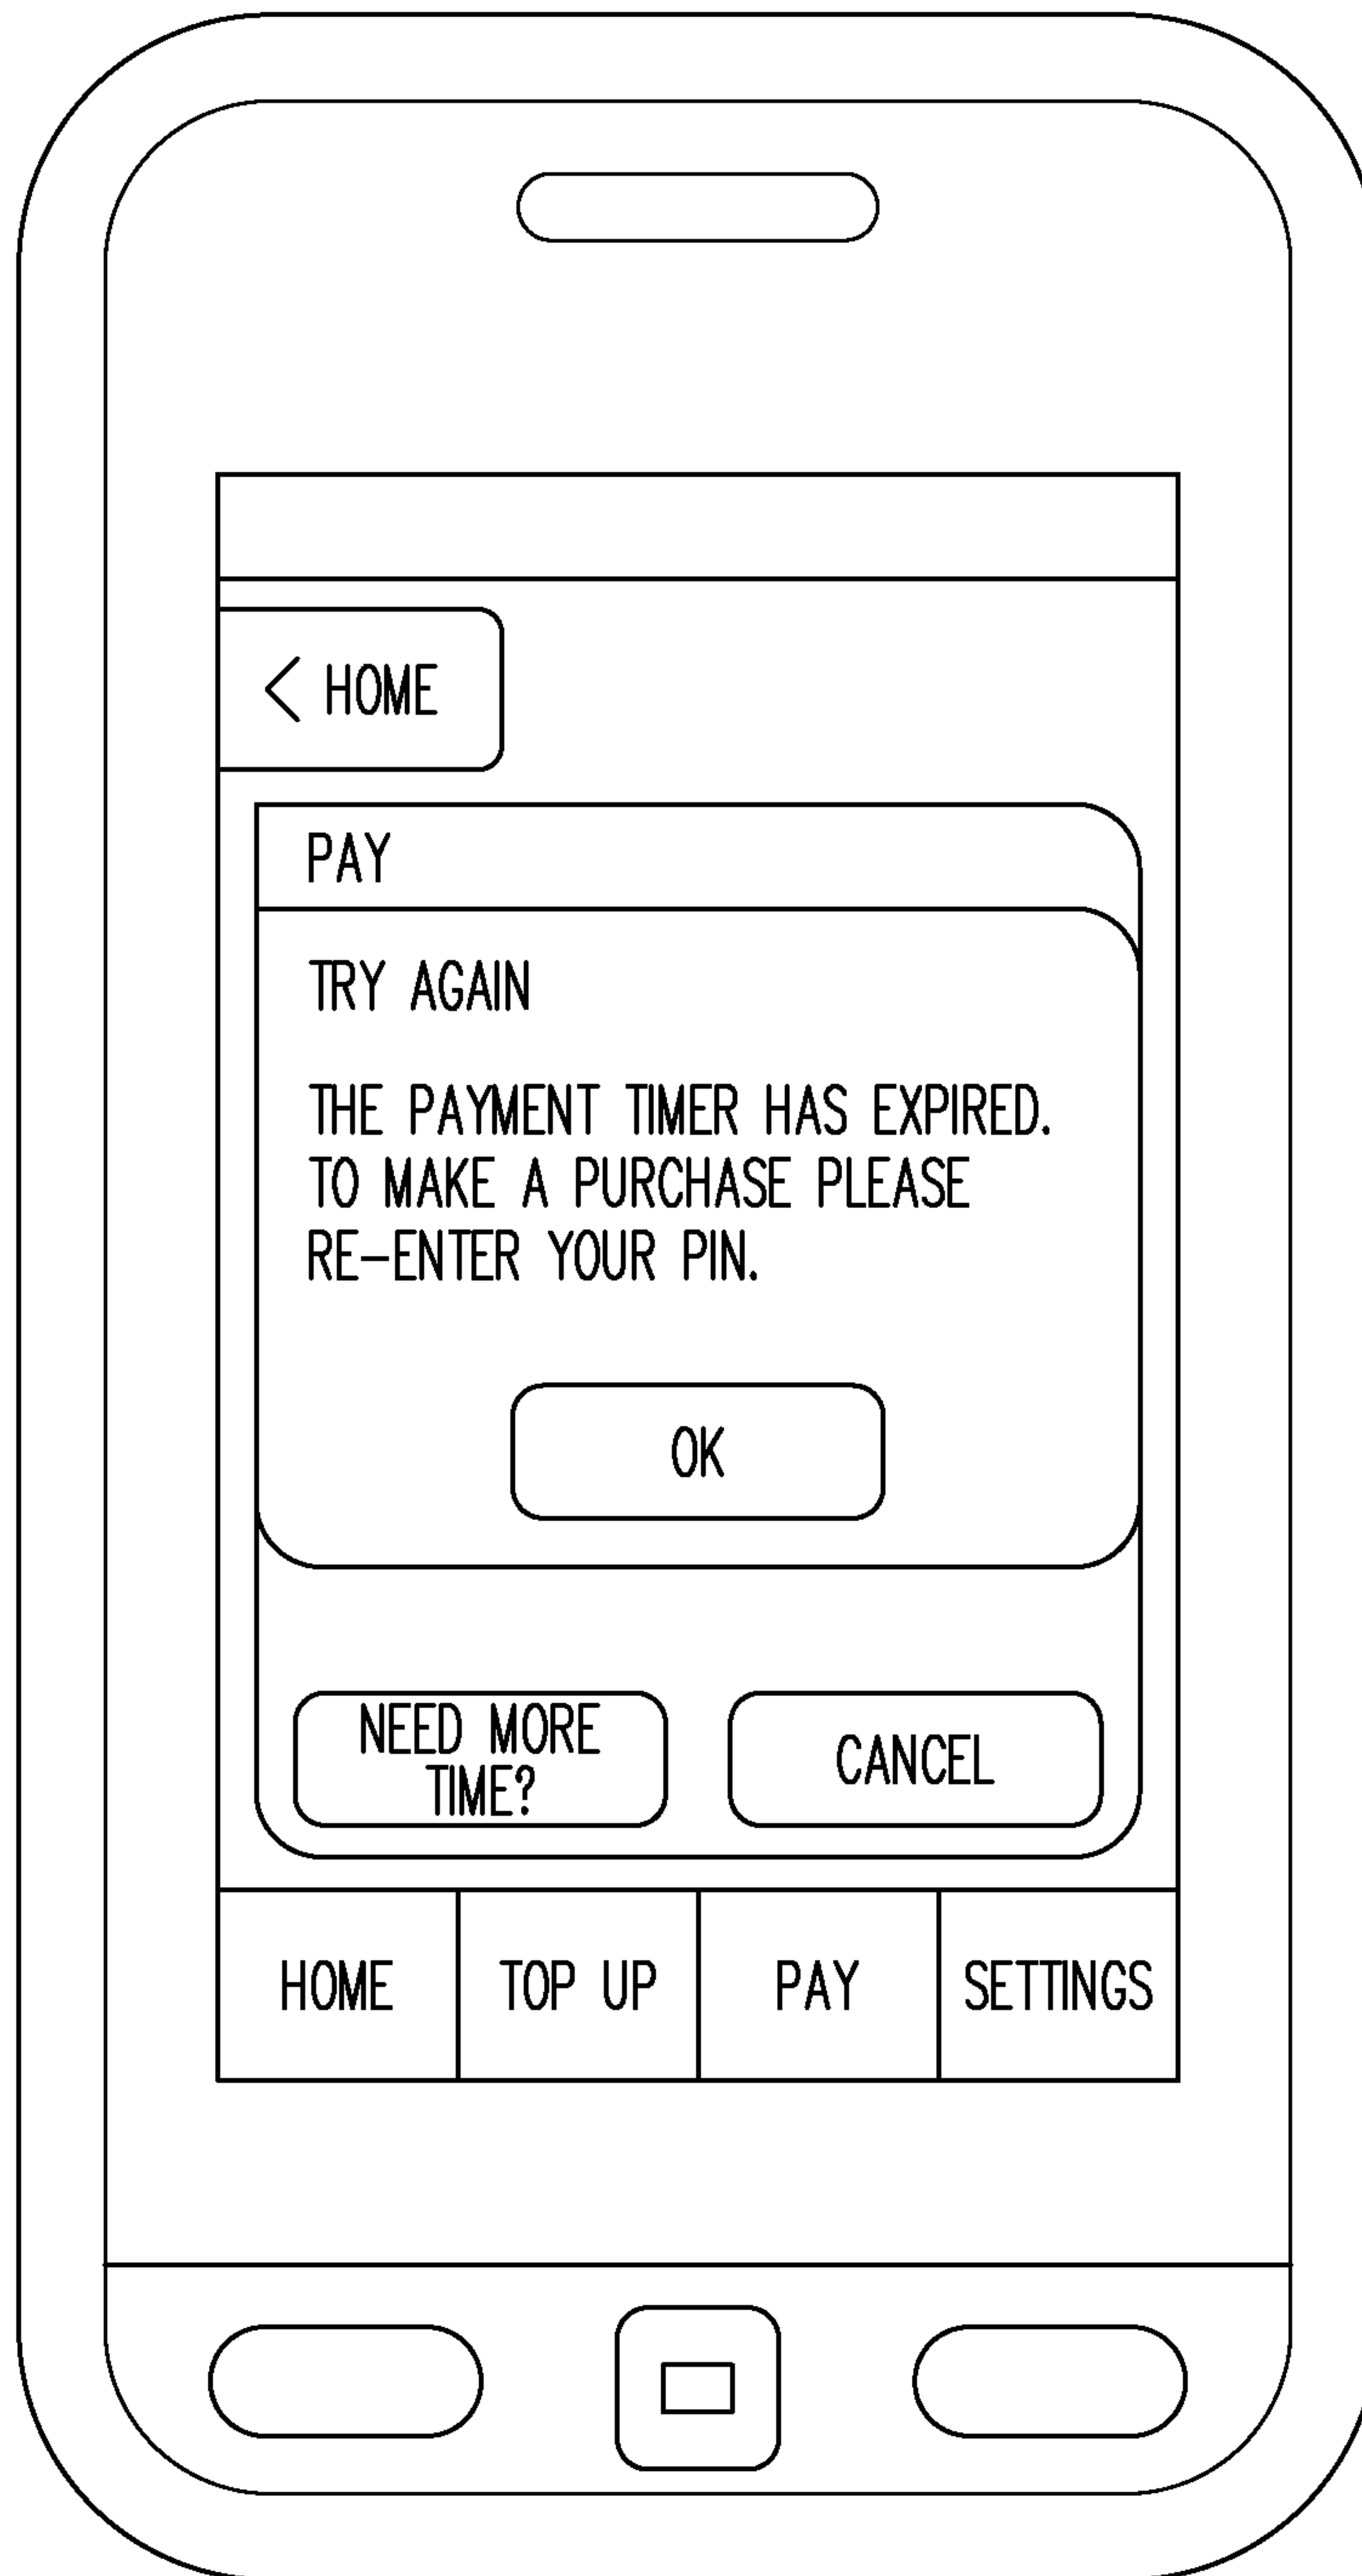 < HOME
PAY
TRY AGAIN
THE PAYMENT TIMER HAS EXPIRED.
TO MAKE A PURCHASE PLEASE
RE-ENTER YOUR PIN.
OK
NEED MORE
TIME?
CANCEL
HOME TOP UP PAY SETTINGS